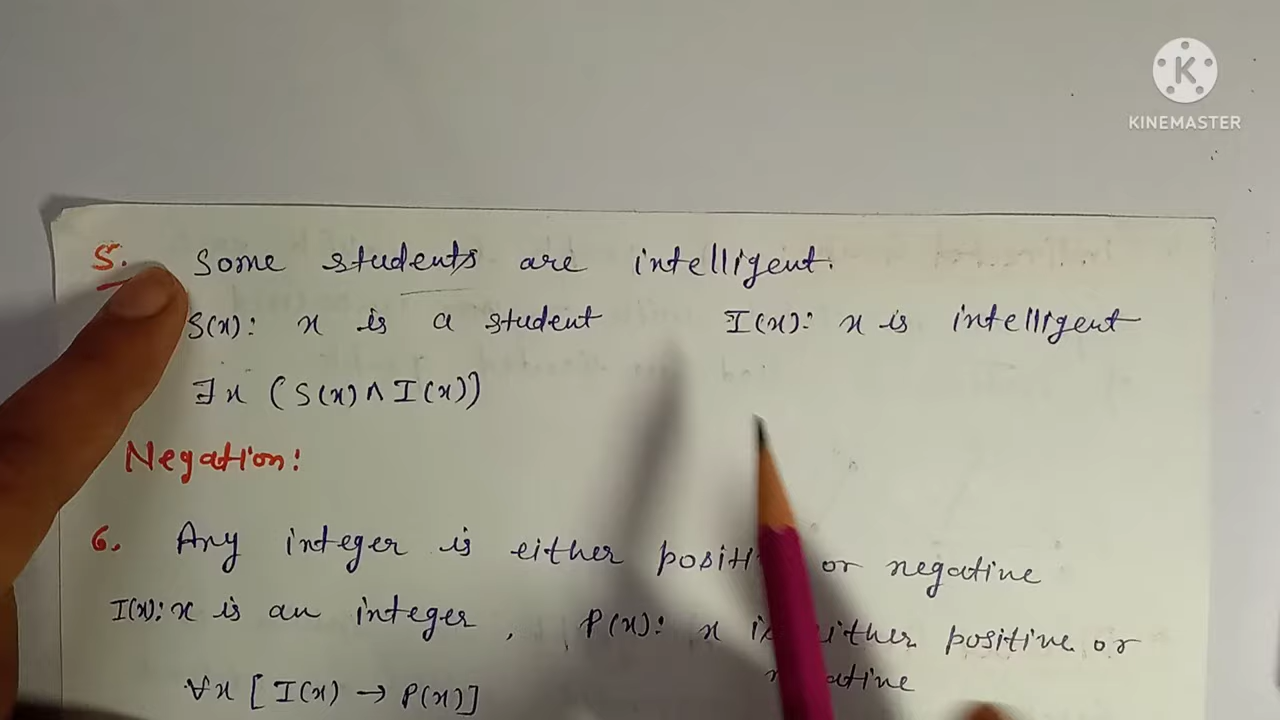 KINEMASTER
5. Some students are intelligent.
S(x): x is a student I(x): x is intelligent
∃x (S(x) ∧ I(x))
Negation:
6. Any integer is either positive or negative
I(x): x is an integer, P(x): x is either positive or
negative
∀x [I(x) → P(x)]